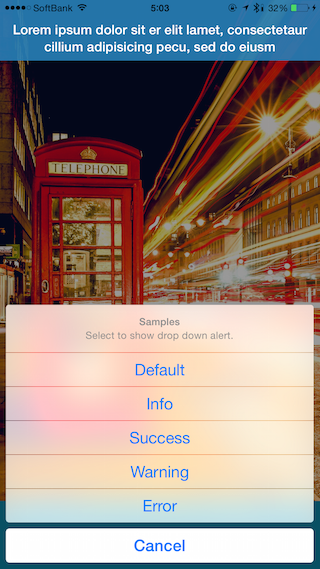 SoftBank 5:03 32%
Lorem ipsum dolor sit er elit lamet, consectetaur
cillium adipisicing pecu, sed do eiusm
TELEPHONE
Samples
Select to show drop down alert.
Default
Info
Success
Warning
Error
Cancel